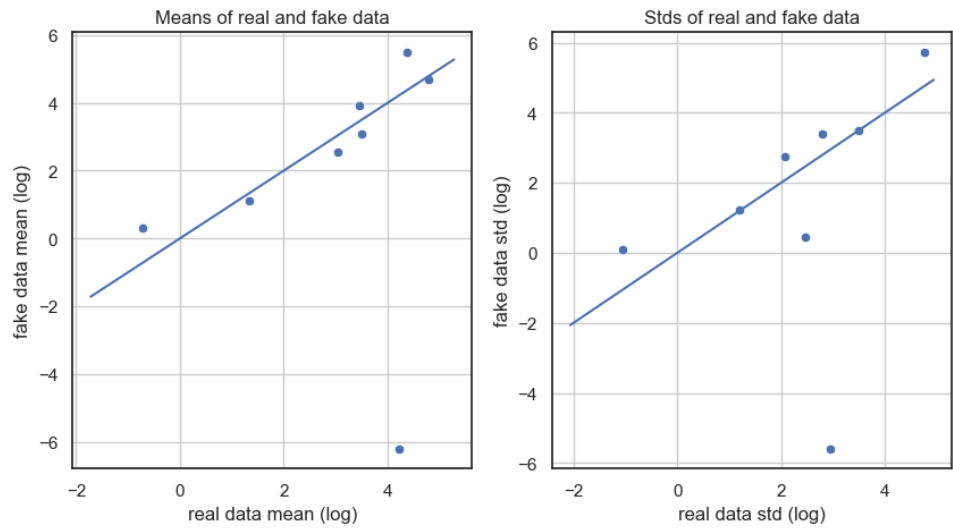 Means of real and fake data
6
4
2
0
−2
−4
−6
fake data mean (log)
−2 0 2 4
real data mean (log)
Stds of real and fake data
6
4
2
0
−2
−4
−6
fake data std (log)
−2 0 2 4
real data std (log)